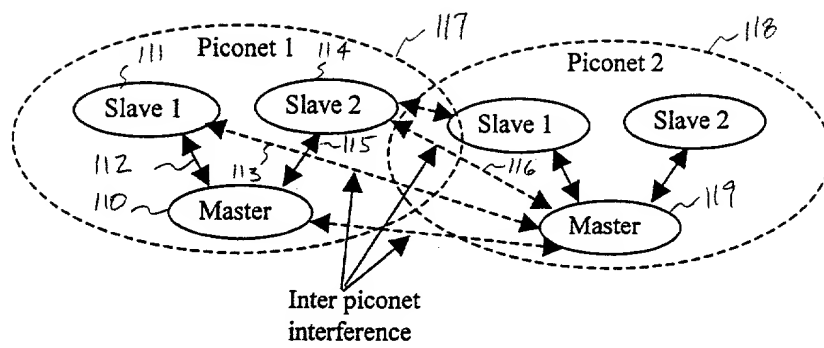 117
118
111
Piconet 1
114
Piconet 2
Slave 1
Slave 2
Slave 1
Slave 2
112
113
115
116
110
Master
119
Master
Inter piconet
interference